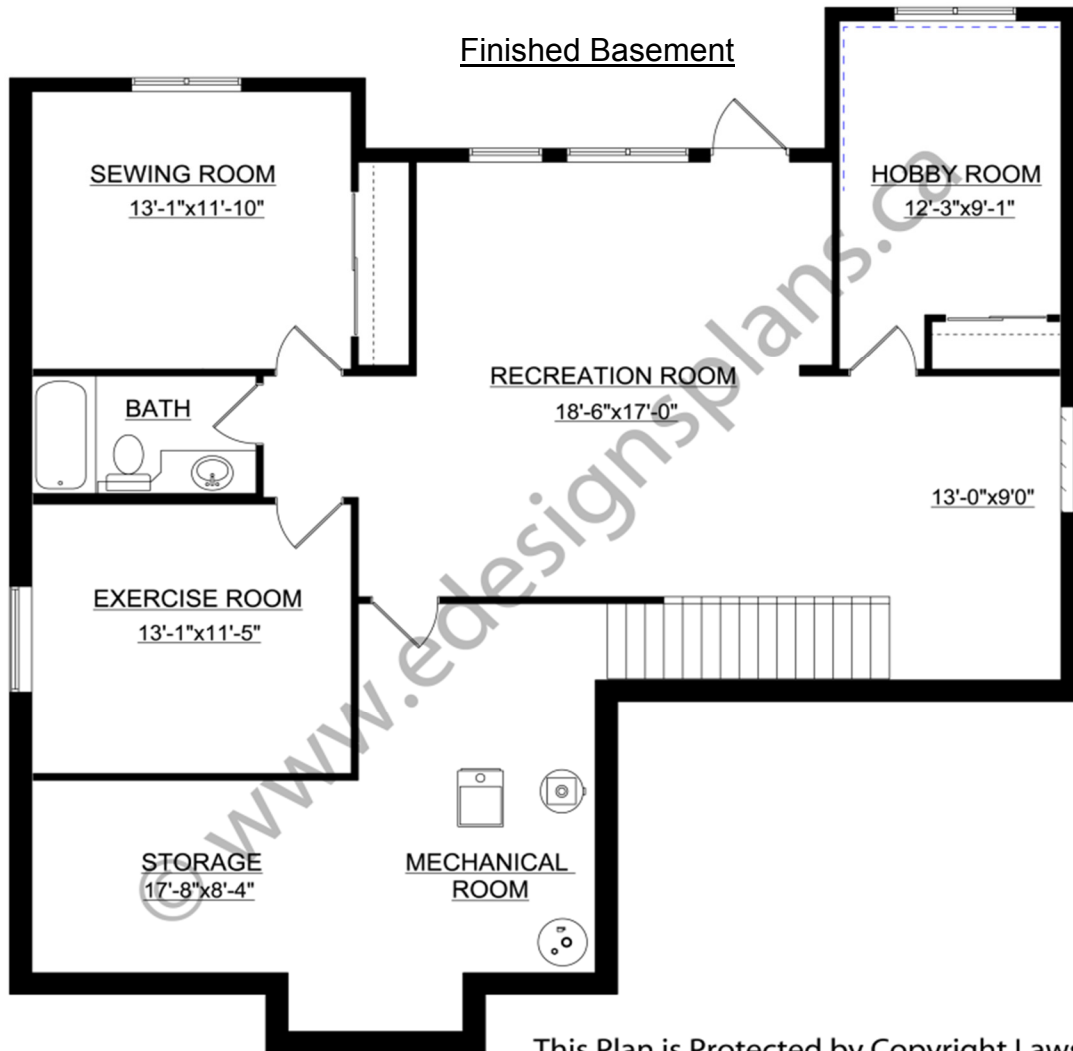 Finished Basement
SEWING ROOM
13'-1"x11'-10"
HOBBY ROOM
12'-3"x9'-1"
RECREATION ROOM
18'-6"x17'-0"
BATH
13'-0"x9'0"
EXERCISE ROOM
13'-1"x11'-5"
STORAGE
17'-8"x8'-4"
MECHANICAL
ROOM
© www.edesignsplans.ca
This Plan is Protected by Copyright Laws